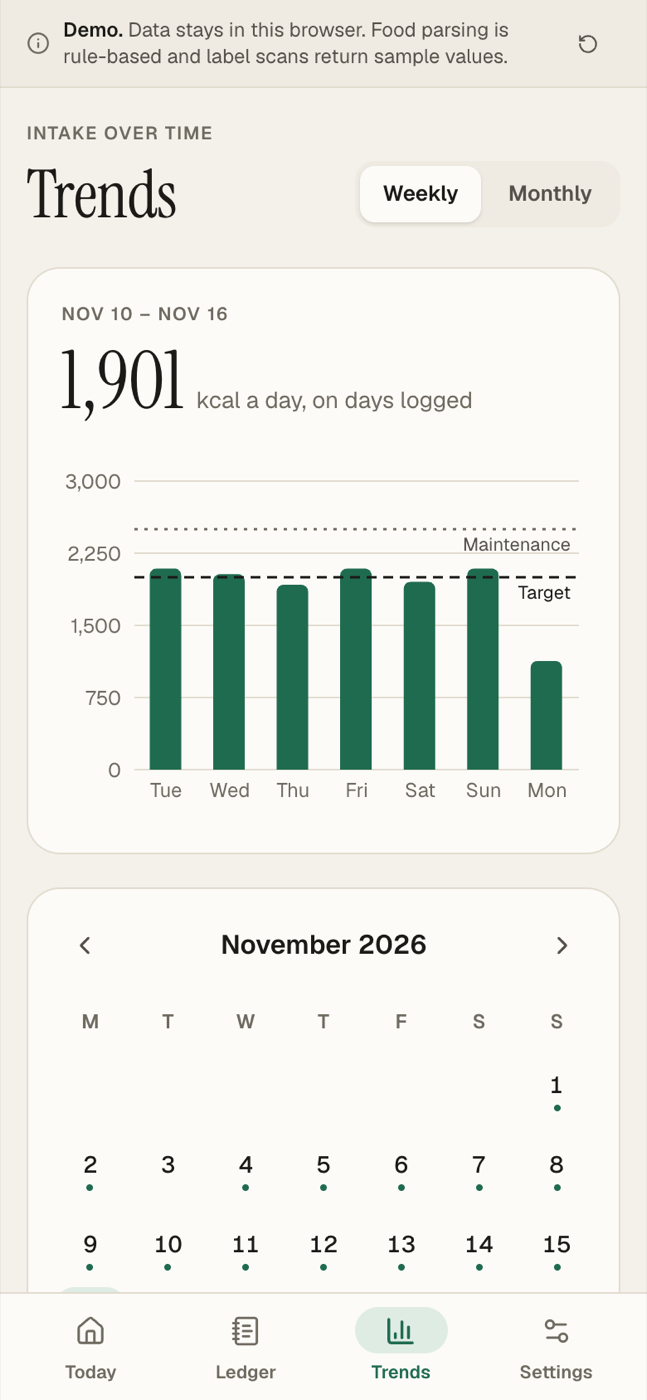 Demo. Data stays in this browser. Food parsing is
rule-based and label scans return sample values.
INTAKE OVER TIME
Trends
Weekly
Monthly
NOV 10 – NOV 16
1,901 kcal a day, on days logged
3,000
2,250
1,500
750
0
Maintenance
Target
Tue Wed Thu Fri Sat Sun Mon
November 2026
M T W T F S S
1
2 3 4 5 6 7 8
9 10 11 12 13 14 15
Today Ledger Trends Settings